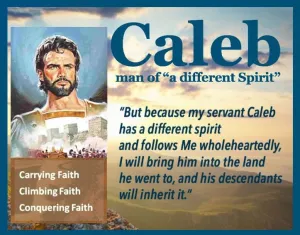 Caleb
man of “a different Spirit”
“But because my servant Caleb
has a different spirit
and follows Me wholeheartedly,
I will bring him into the land
he went to, and his descendants
will inherit it.”
Carrying Faith
Climbing Faith
Conquering Faith